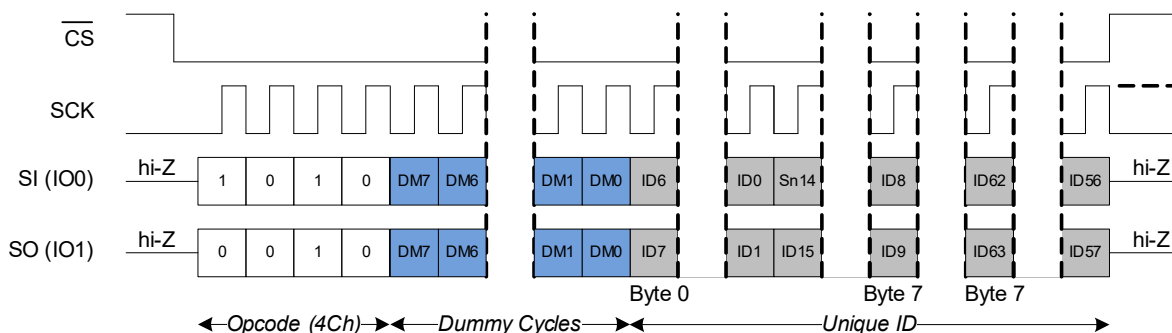 CS
SCK
hi-Z hi-Z
SI (IO0) 1 0 1 0 DM7 DM6 DM1 DM0 ID6 ID0 Sn14 ID8 ID62 ID56
hi-Z hi-Z
SO (IO1) 0 0 1 0 DM7 DM6 DM1 DM0 ID7 ID1 ID15 ID9 ID63 ID57
Byte 0 Byte 7 Byte 7
Opcode (4Ch) Dummy Cycles Unique ID